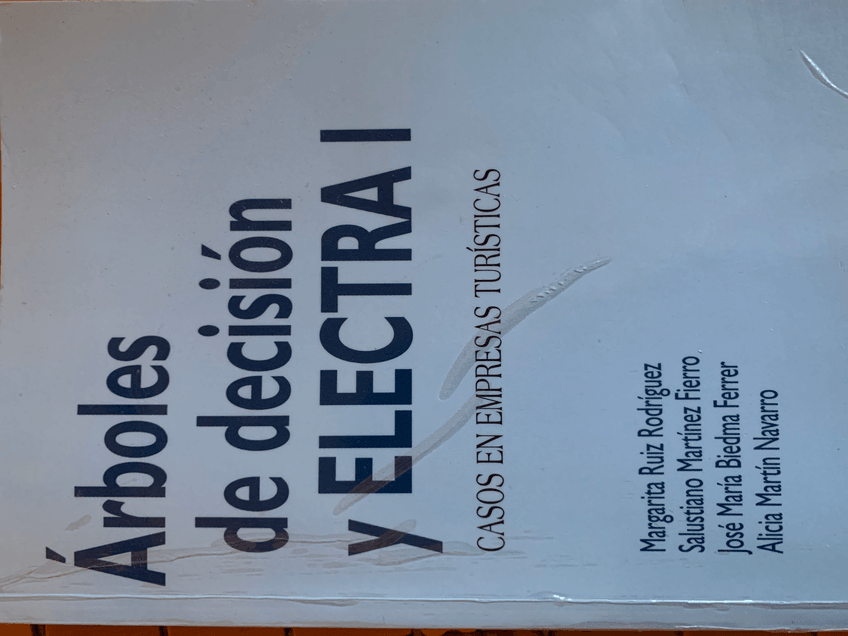 Árboles
de decisión
y ELECTRA I
CASOS EN EMPRESAS TURÍSTICAS
Margarita Ruiz Rodríguez
Salustiano Martínez Fierro
José María Biedma Ferrer
Alicia Martín Navarro